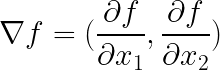 ∇f = (∂f/∂x₁, ∂f/∂x₂)